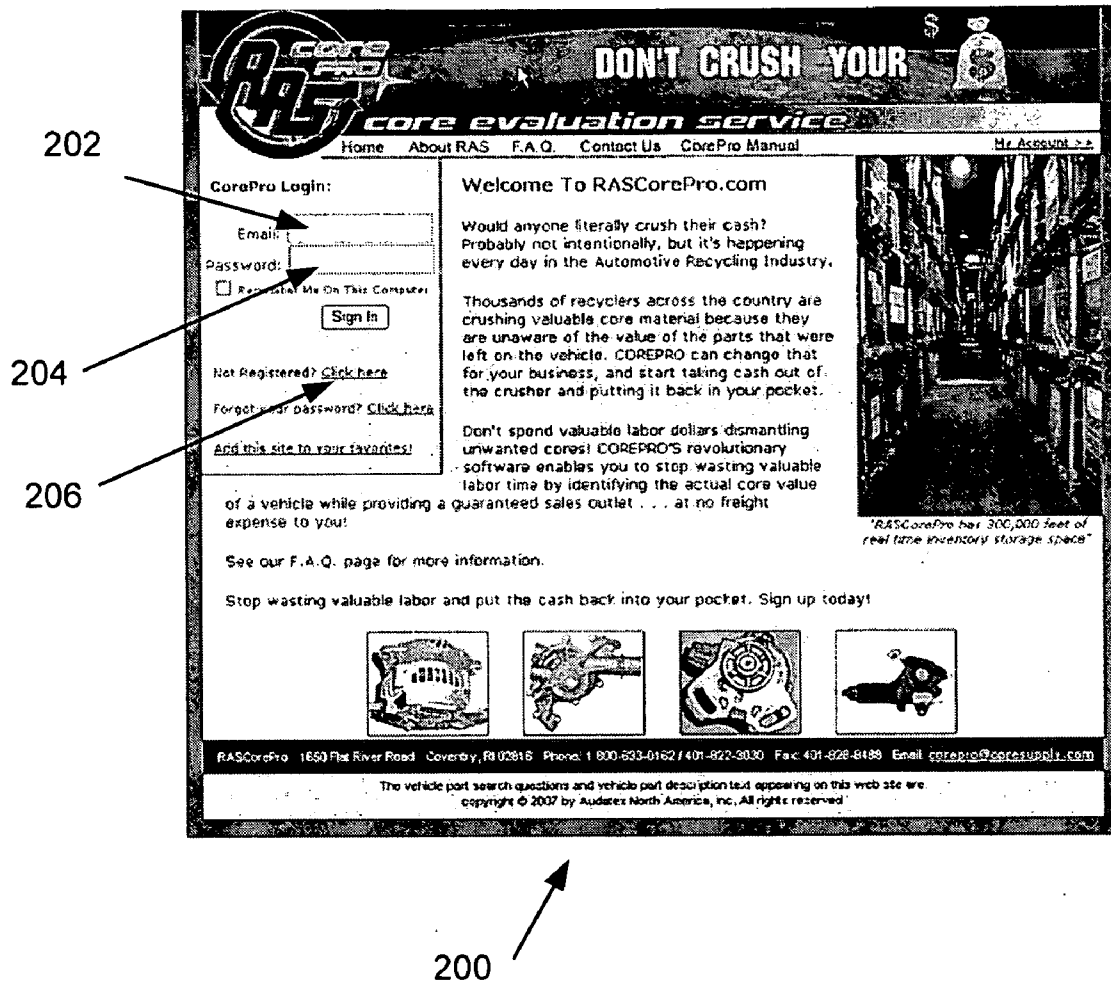 RAS CORE PRO
DON'T CRUSH YOUR
$
$
core evaluation service
Home About RAS F.A.Q. Contact Us CorePro Manual My Account >>
202
CorePro Login:
Email:
Password:
Remember Me On This Computer
Sign In
204
Not Registered? Click here
Forgot your password? Click here
206
Add this site to your favorites!
Welcome To RASCorePro.com
Would anyone literally crush their cash?
Probably not intentionally, but it's happening
every day in the Automotive Recycling Industry.
Thousands of recyclers across the country are
crushing valuable core material because they
are unaware of the value of the parts that were
left on the vehicle. COREPRO can change that
for your business, and start taking cash out of
the crusher and putting it back in your pocket.
Don't spend valuable labor dollars dismantling
unwanted cores! COREPRO'S revolutionary
software enables you to stop wasting valuable
labor time by identifying the actual core value
of a vehicle while providing a guaranteed sales outlet . . . at no freight
expense to you!
"RASCorePro has 300,000 feet of
real time inventory storage space"
See our F.A.Q. page for more information.
Stop wasting valuable labor and put the cash back into your pocket. Sign up today!
RASCorePro 1650 Flat River Road Coventry, RI 02816 Phone: 1 800-633-0162 / 401-822-3030 Fax: 401-828-8488 Email: corepro@coresupply.com
The vehicle part search questions and vehicle part description text appearing on this web site are
copyright © 2007 by Audatex North America, Inc, All rights reserved
200